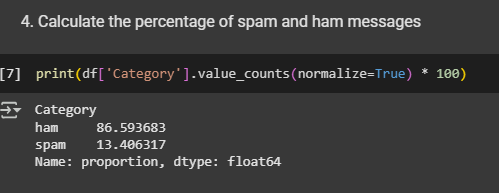 4. Calculate the percentage of spam and ham messages
[7] print(df['Category'].value_counts(normalize=True) * 100)
Category
ham 86.593683
spam 13.406317
Name: proportion, dtype: float64